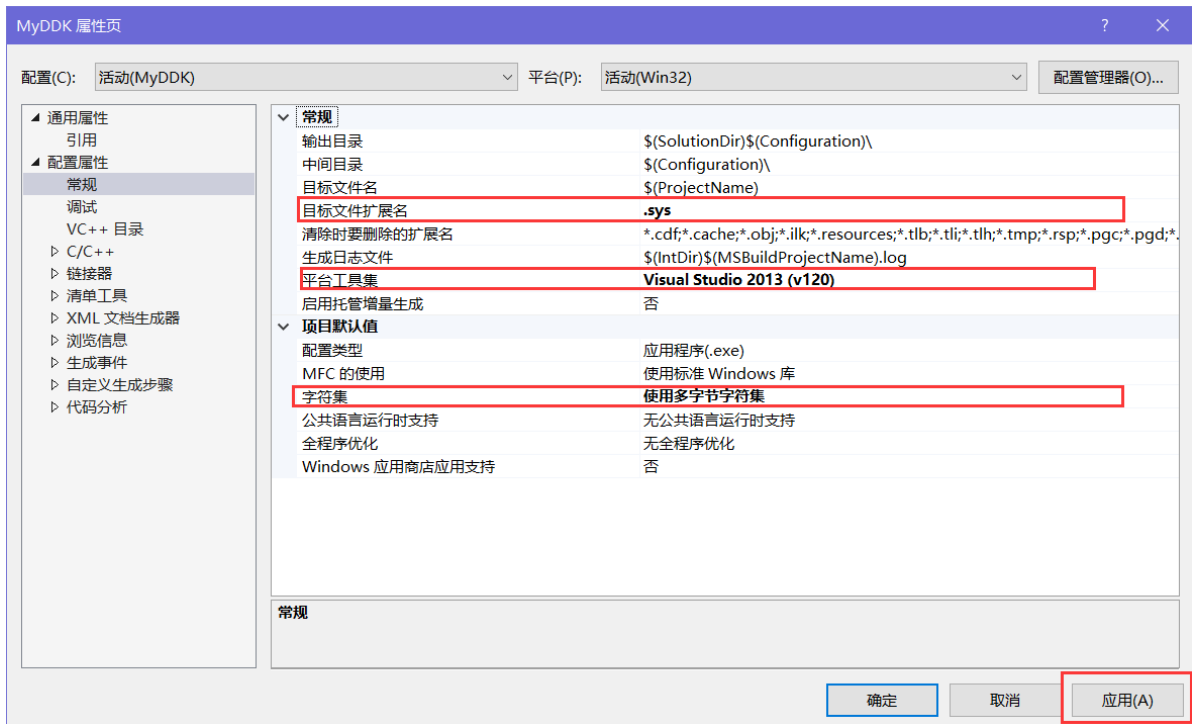 MyDDK 属性页
配置(C): 活动(MyDDK) 平台(P): 活动(Win32) 配置管理器(O)...
通用属性
引用
配置属性
常规
调试
VC++ 目录
C/C++
链接器
清单工具
XML 文档生成器
浏览信息
生成事件
自定义生成步骤
代码分析
常规
输出目录 $(SolutionDir)$(Configuration)\
中间目录 $(Configuration)\
目标文件名 $(ProjectName)
目标文件扩展名 .sys
清除时要删除的扩展名 *.cdf;*.cache;*.obj;*.ilk;*.resources;*.tlb;*.tli;*.tlh;*.tmp;*.rsp;*.pgc;*.pgd;*.
生成日志文件 $(IntDir)$(MSBuildProjectName).log
平台工具集 Visual Studio 2013 (v120)
启用托管增量生成 否
项目默认值
配置类型 应用程序(.exe)
MFC 的使用 使用标准 Windows 库
字符集 使用多字节字符集
公共语言运行时支持 无公共语言运行时支持
全程序优化 无全程序优化
Windows 应用商店应用支持 否
常规
确定 取消 应用(A)